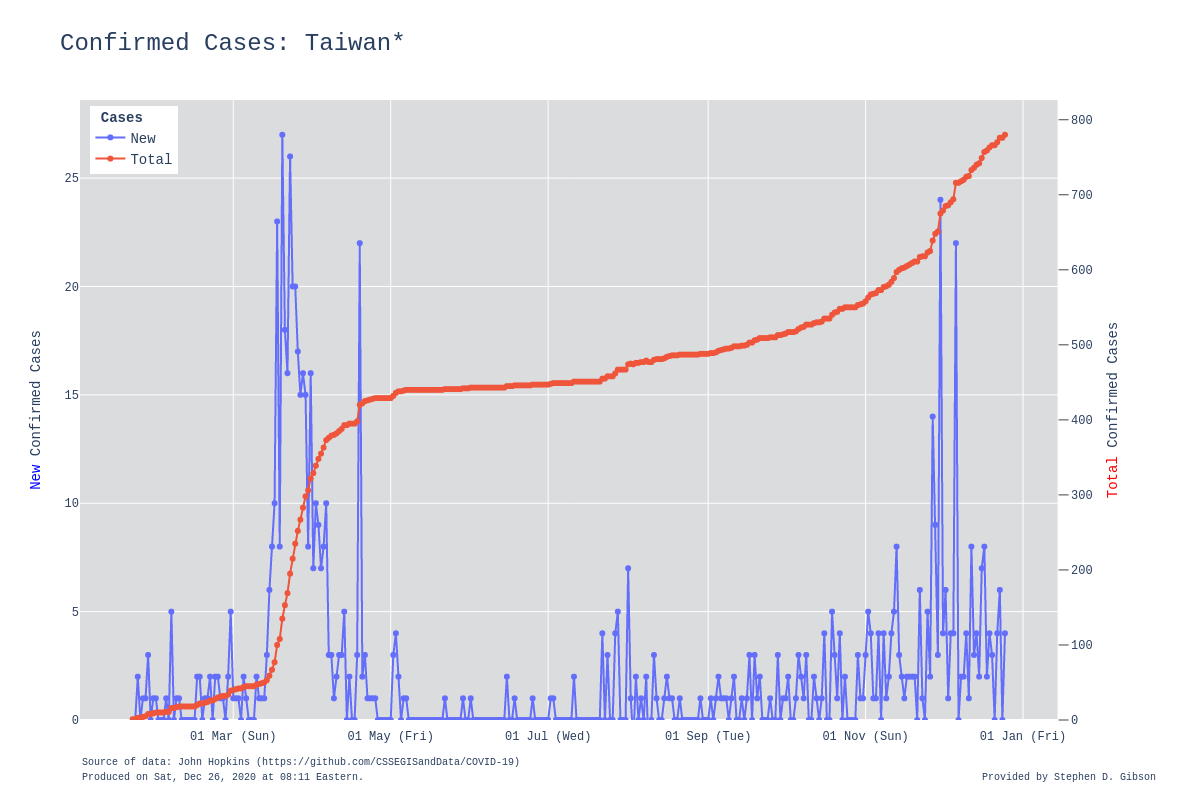 Confirmed Cases: Taiwan*
Cases
New
Total
25
20
15
10
5
0
800
700
600
500
400
300
200
100
0
New Confirmed Cases
Total Confirmed Cases
01 Mar (Sun)
01 May (Fri)
01 Jul (Wed)
01 Sep (Tue)
01 Nov (Sun)
01 Jan (Fri)
Source of data: John Hopkins (https://github.com/CSSEGISandData/COVID-19)
Produced on Sat, Dec 26, 2020 at 08:11 Eastern.
Provided by Stephen D. Gibson